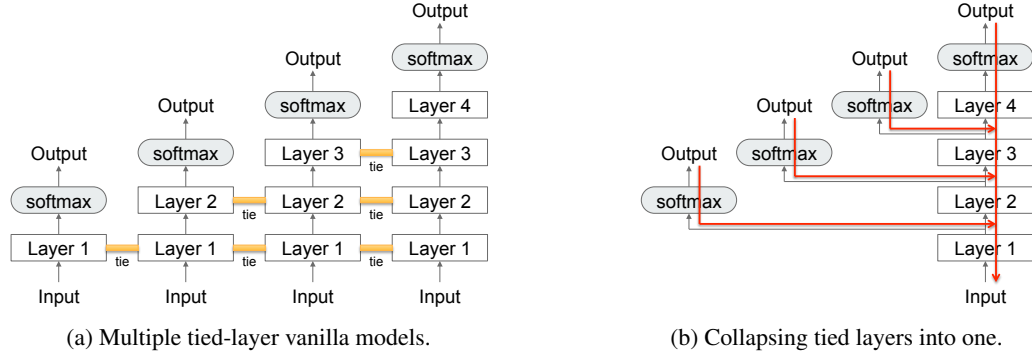 Output
softmax
Output
softmax
Layer 4
Output
softmax
Layer 3
tie
Layer 3
Output
softmax
Layer 2
tie
Layer 2
tie
Layer 2
Layer 1
tie
Layer 1
tie
Layer 1
tie
Layer 1
Input
Input
Input
Input
(a) Multiple tied-layer vanilla models.
Output
softmax
Output
softmax
Layer 4
Output
softmax
Layer 3
Output
softmax
Layer 2
Layer 1
Input
(b) Collapsing tied layers into one.